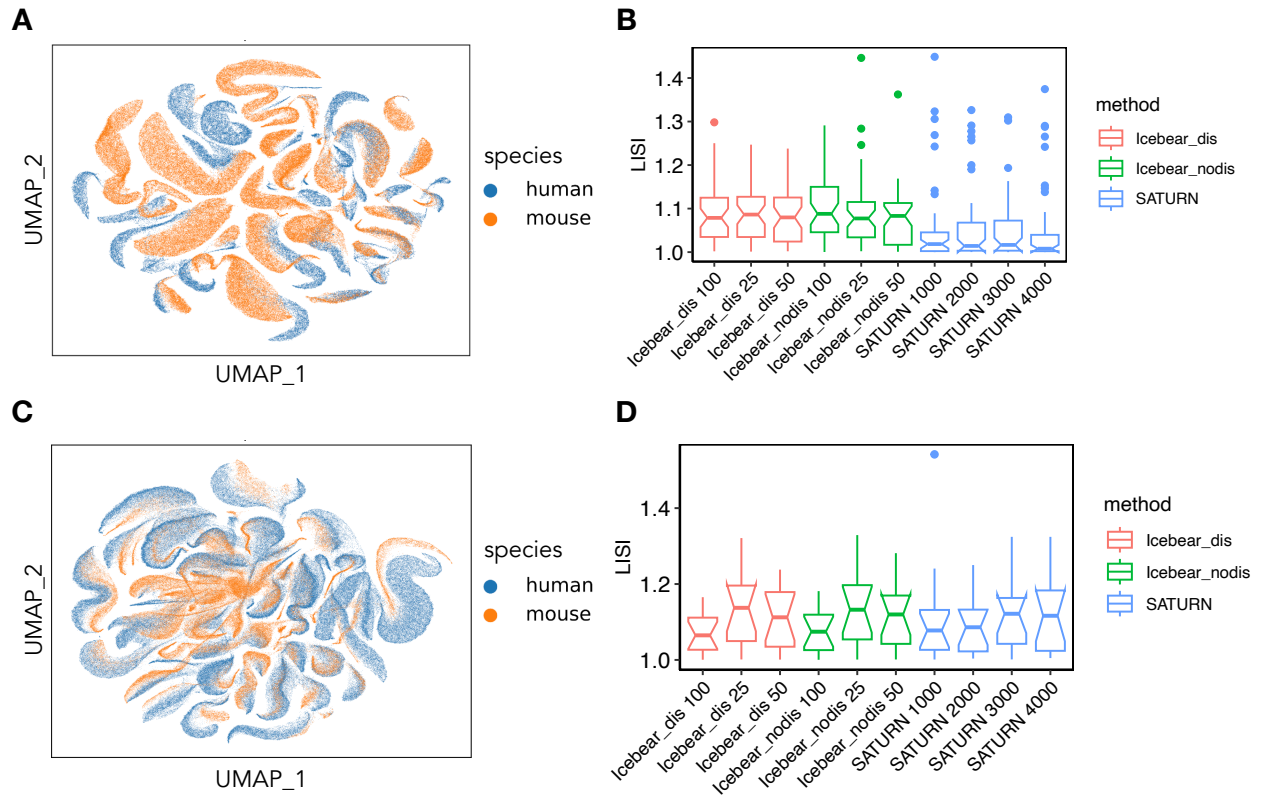 A
UMAP_2
UMAP_1
species
human
mouse
B
LISI
1.4
1.3
1.2
1.1
1.0
Icebear_dis 100
Icebear_dis 25
Icebear_dis 50
Icebear_nodis 100
Icebear_nodis 25
Icebear_nodis 50
SATURN 1000
SATURN 2000
SATURN 3000
SATURN 4000
method
Icebear_dis
Icebear_nodis
SATURN
C
UMAP_2
UMAP_1
species
human
mouse
D
LISI
1.4
1.2
1.0
Icebear_dis 100
Icebear_dis 25
Icebear_dis 50
Icebear_nodis 100
Icebear_nodis 25
Icebear_nodis 50
SATURN 1000
SATURN 2000
SATURN 3000
SATURN 4000
method
Icebear_dis
Icebear_nodis
SATURN